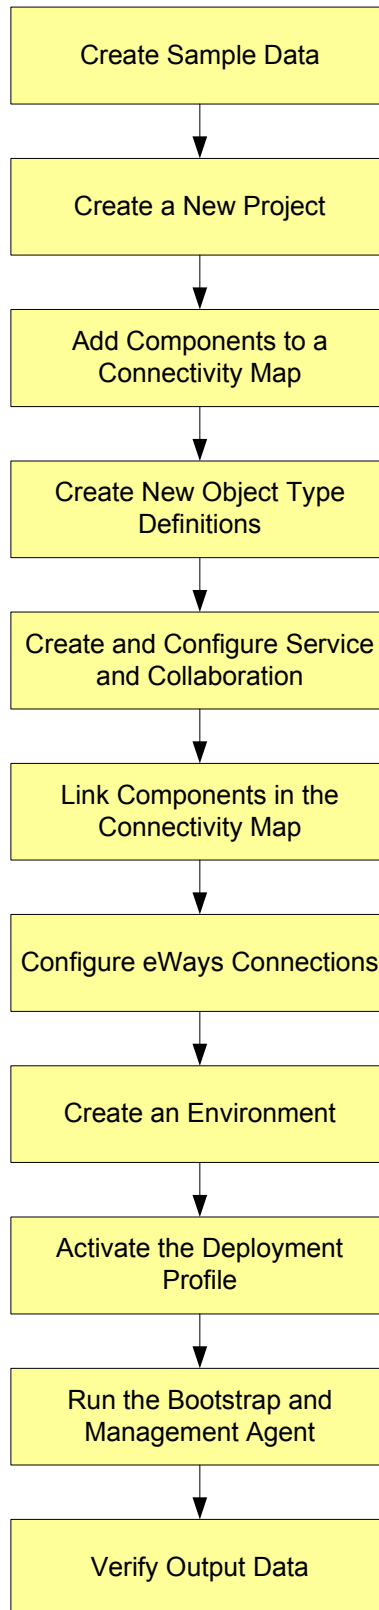 Create Sample Data
Create a New Project
Add Components to a
Connectivity Map
Create New Object Type
Definitions
Create and Configure Service
and Collaboration
Link Components in the
Connectivity Map
Configure eWays Connections
Create an Environment
Activate the Deployment
Profile
Run the Bootstrap and
Management Agent
Verify Output Data